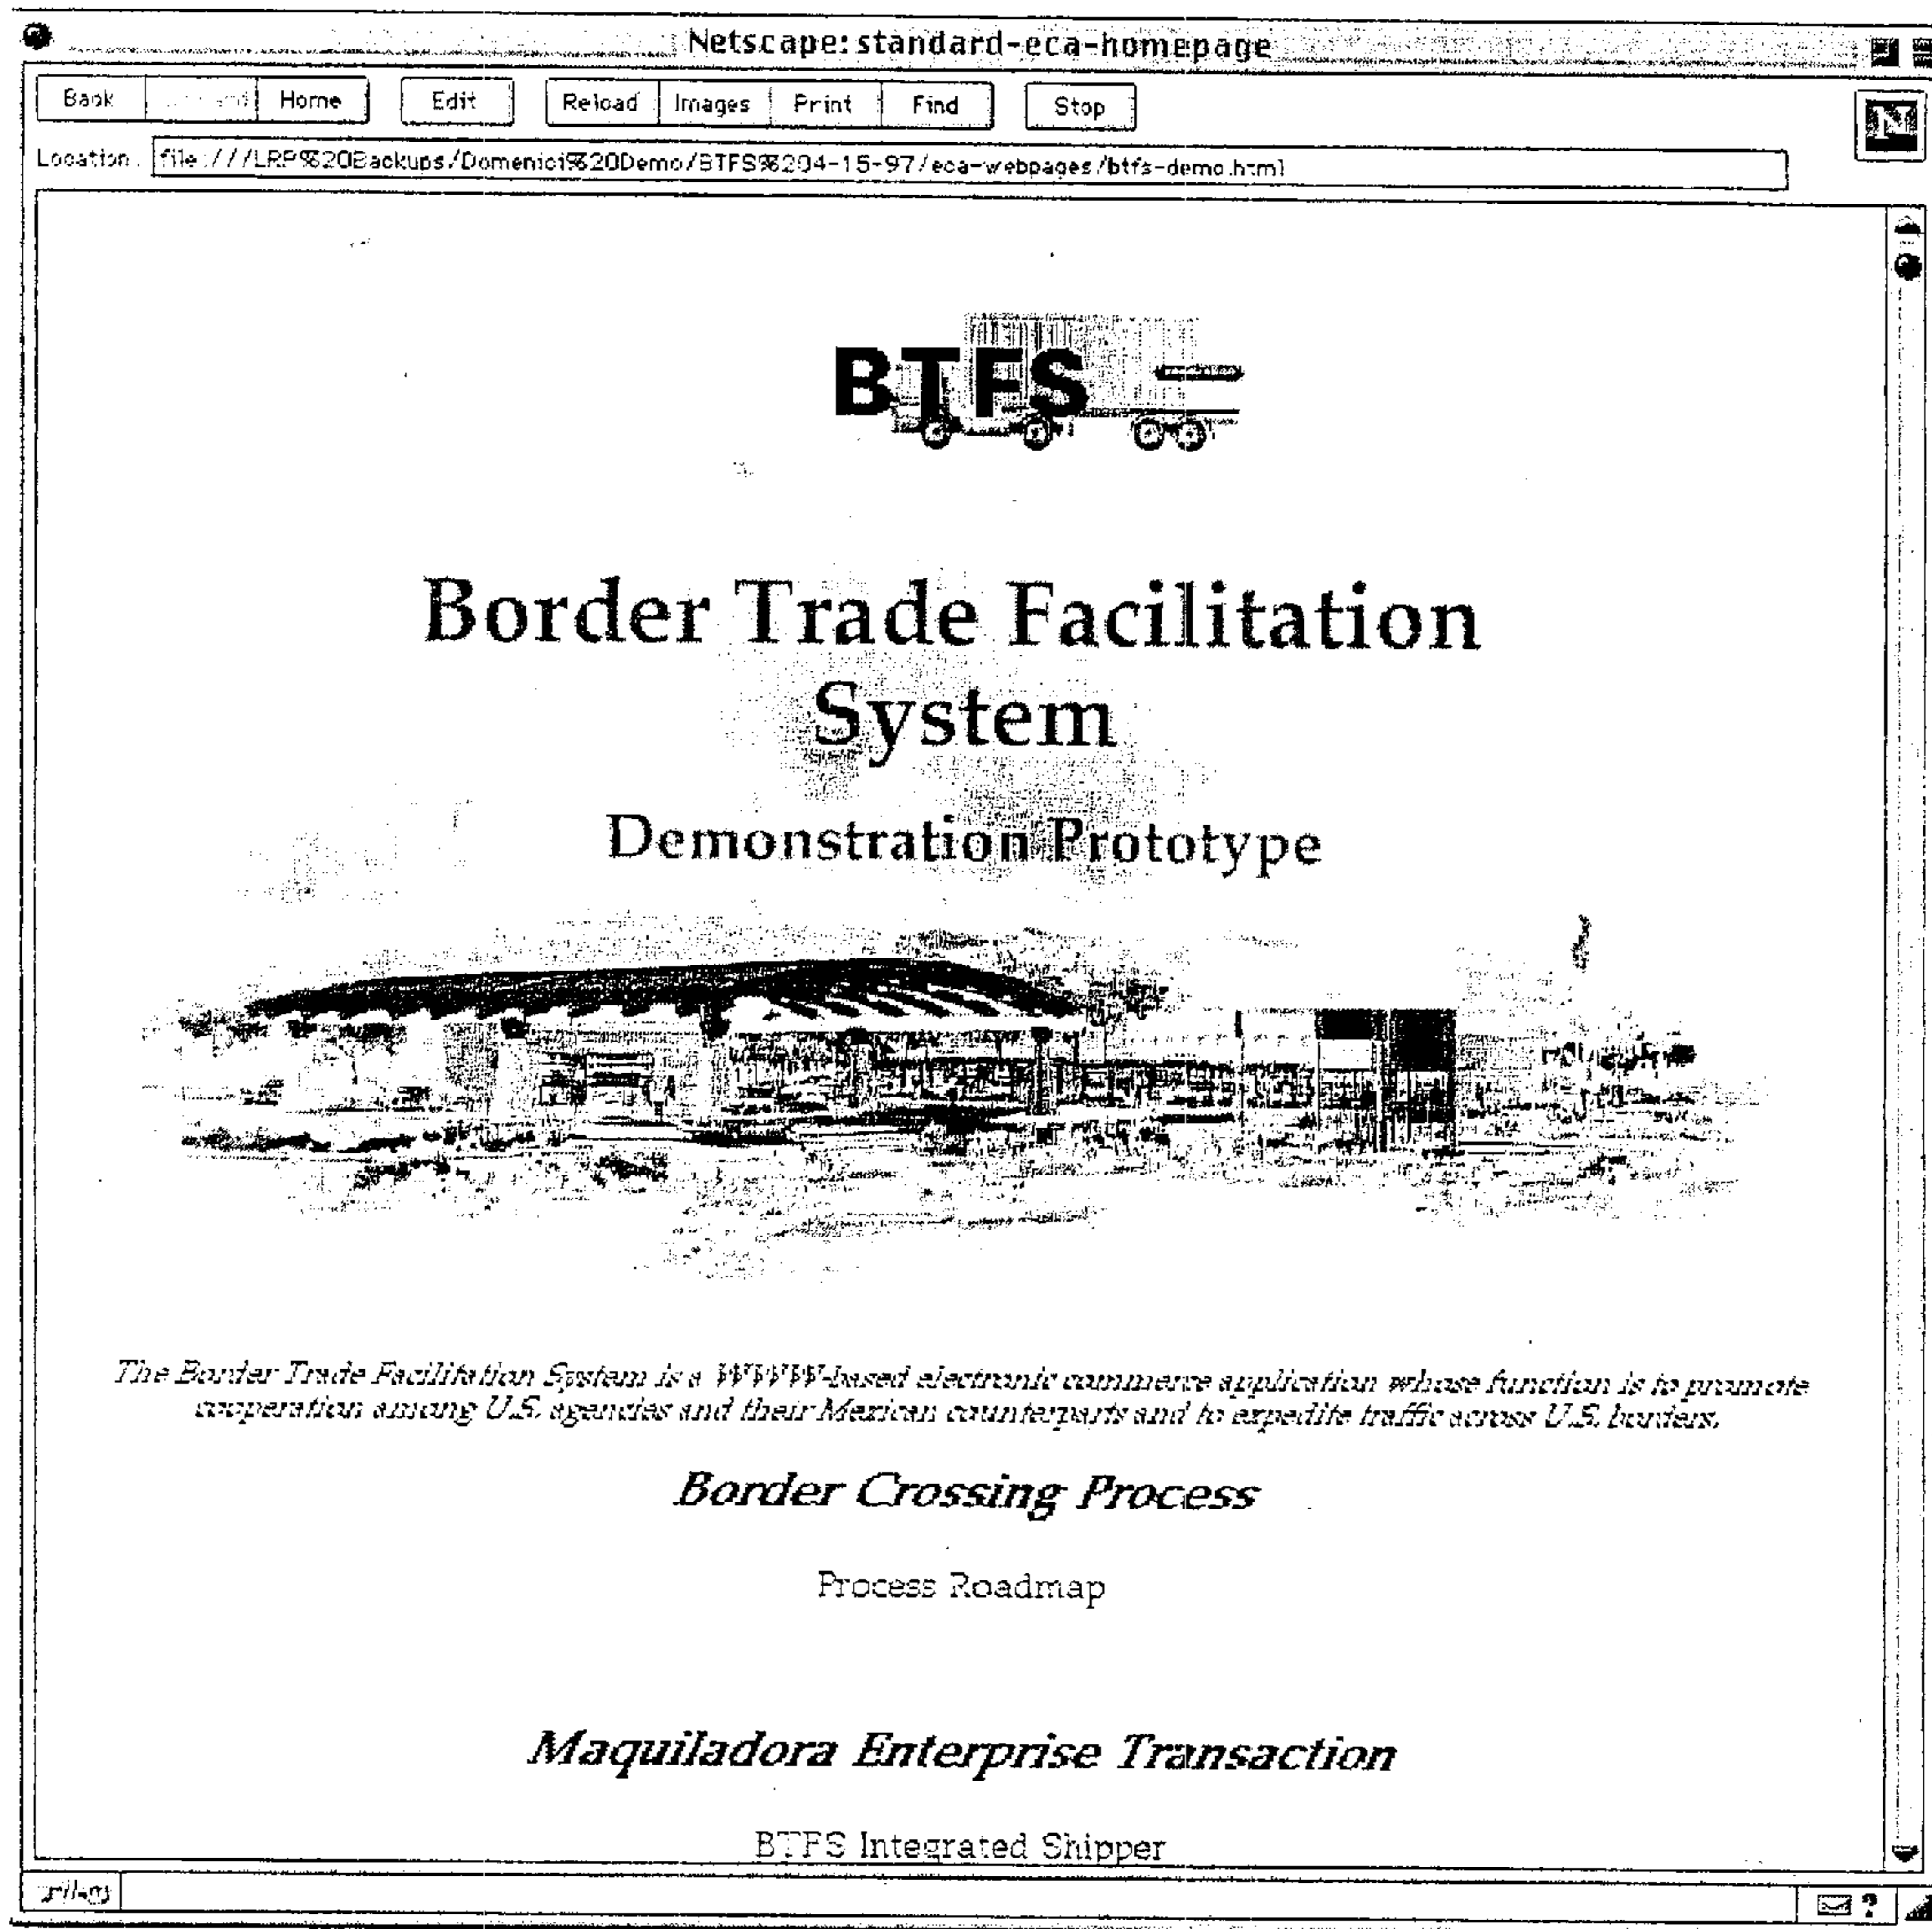 Netscape: standard-eca-homepage
Back Home Edit Reload Images Print Find Stop
N
Location: file:///LRP%20Backups/Domenici%20Demo/BTFS%204-15-97/eca-webpages/btfs-demo.html
BTFS
Border Trade Facilitation
System
Demonstration Prototype
The Border Trade Facilitation System is a WWW-based electronic commerce application whose function is to promote
cooperation among U.S. agencies and their Mexican counterparts and to expedite traffic across U.S. borders.
Border Crossing Process
Process Roadmap
Maquiladora Enterprise Transaction
BTFS Integrated Shipper
?